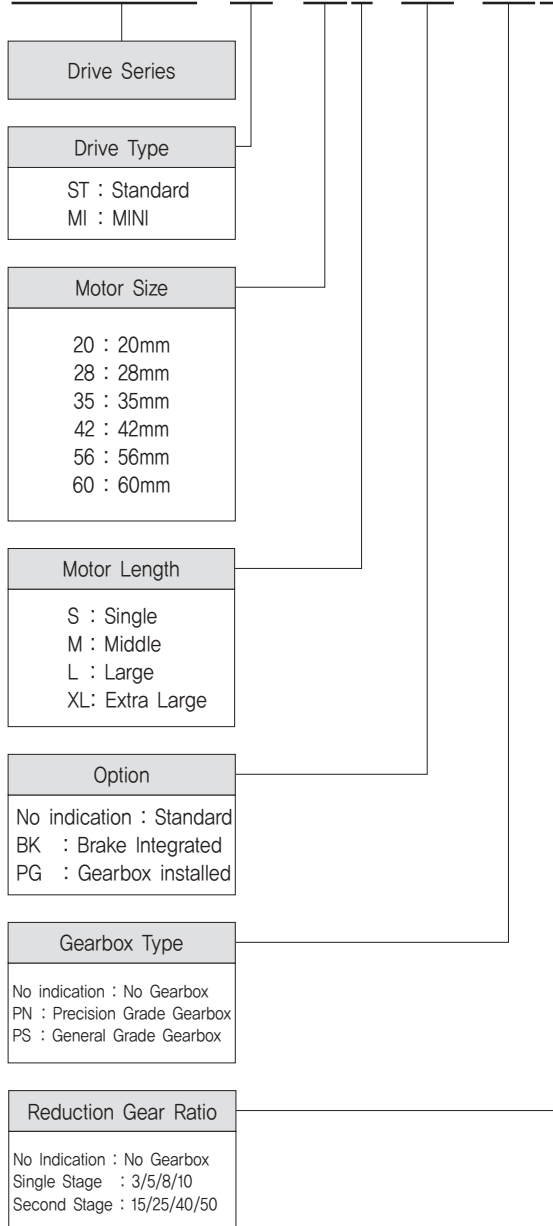 Drive Series
Drive Type
ST : Standard
MI : MINI
Motor Size
20 : 20mm
28 : 28mm
35 : 35mm
42 : 42mm
56 : 56mm
60 : 60mm
Motor Length
S : Single
M : Middle
L : Large
XL: Extra Large
Option
No indication : Standard
BK : Brake Integrated
PG : Gearbox installed
Gearbox Type
No indication : No Gearbox
PN : Precision Grade Gearbox
PS : General Grade Gearbox
Reduction Gear Ratio
No Indication : No Gearbox
Single Stage : 3/5/8/10
Second Stage : 15/25/40/50